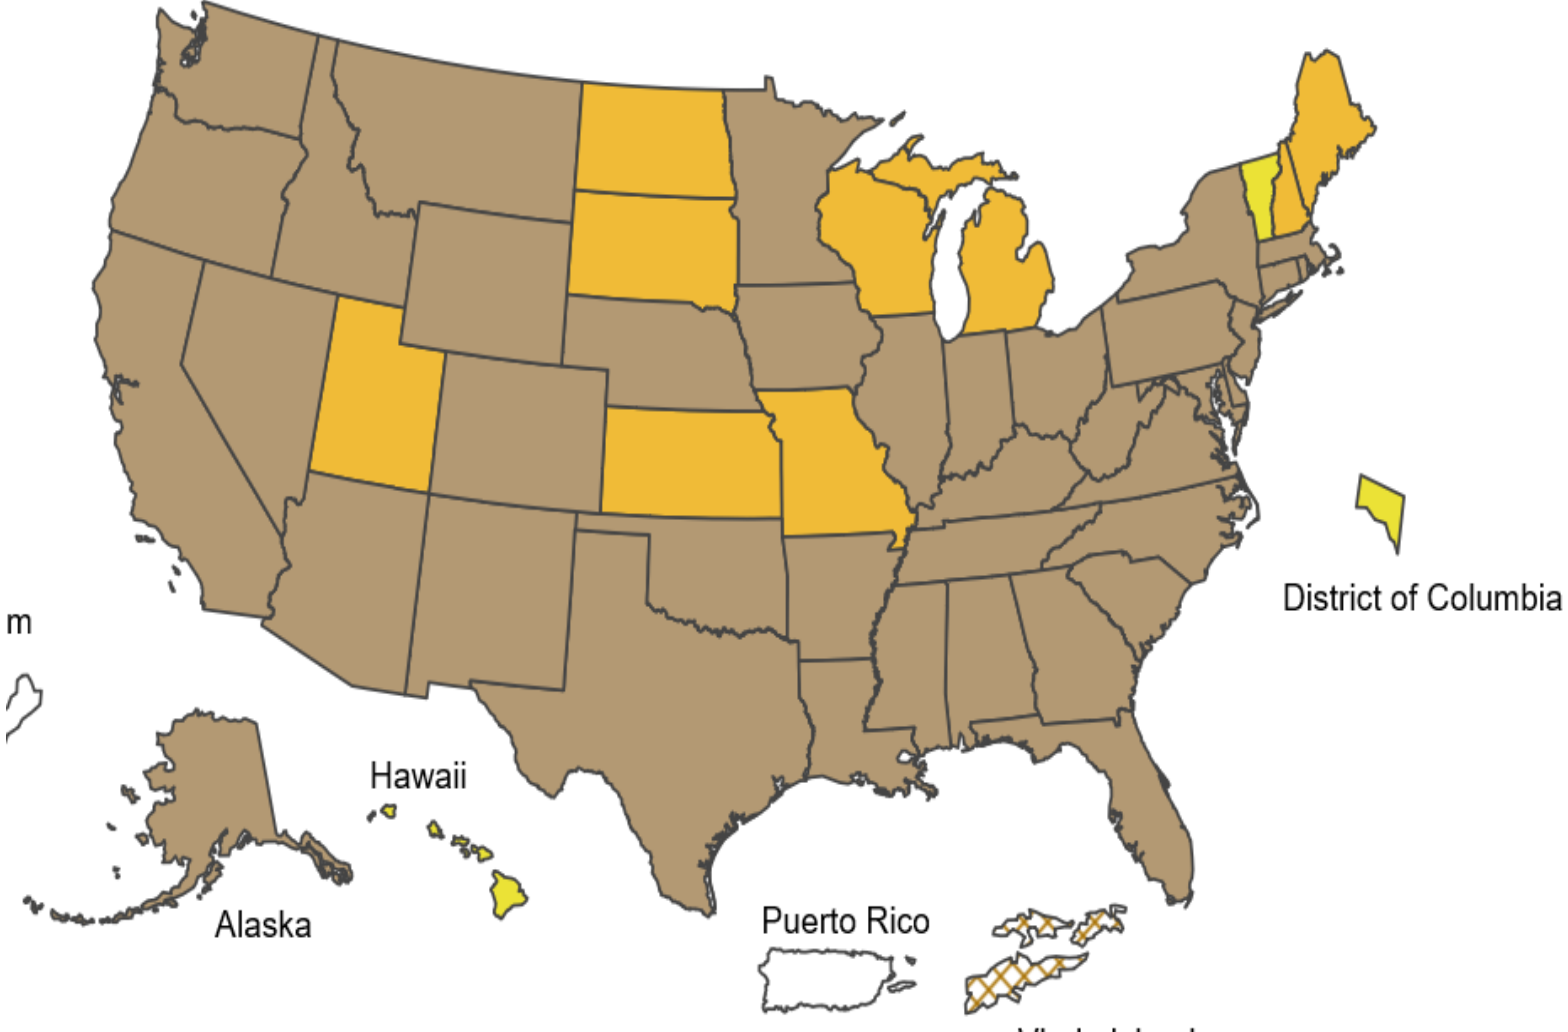 District of Columbia
m
Hawaii
Alaska
Puerto Rico